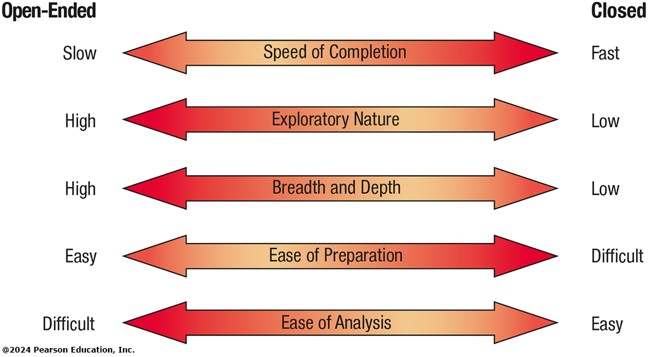 Open-Ended Closed
Slow Speed of Completion Fast
High Exploratory Nature Low
High Breadth and Depth Low
Easy Ease of Preparation Difficult
Difficult Ease of Analysis Easy
©2024 Pearson Education, Inc.